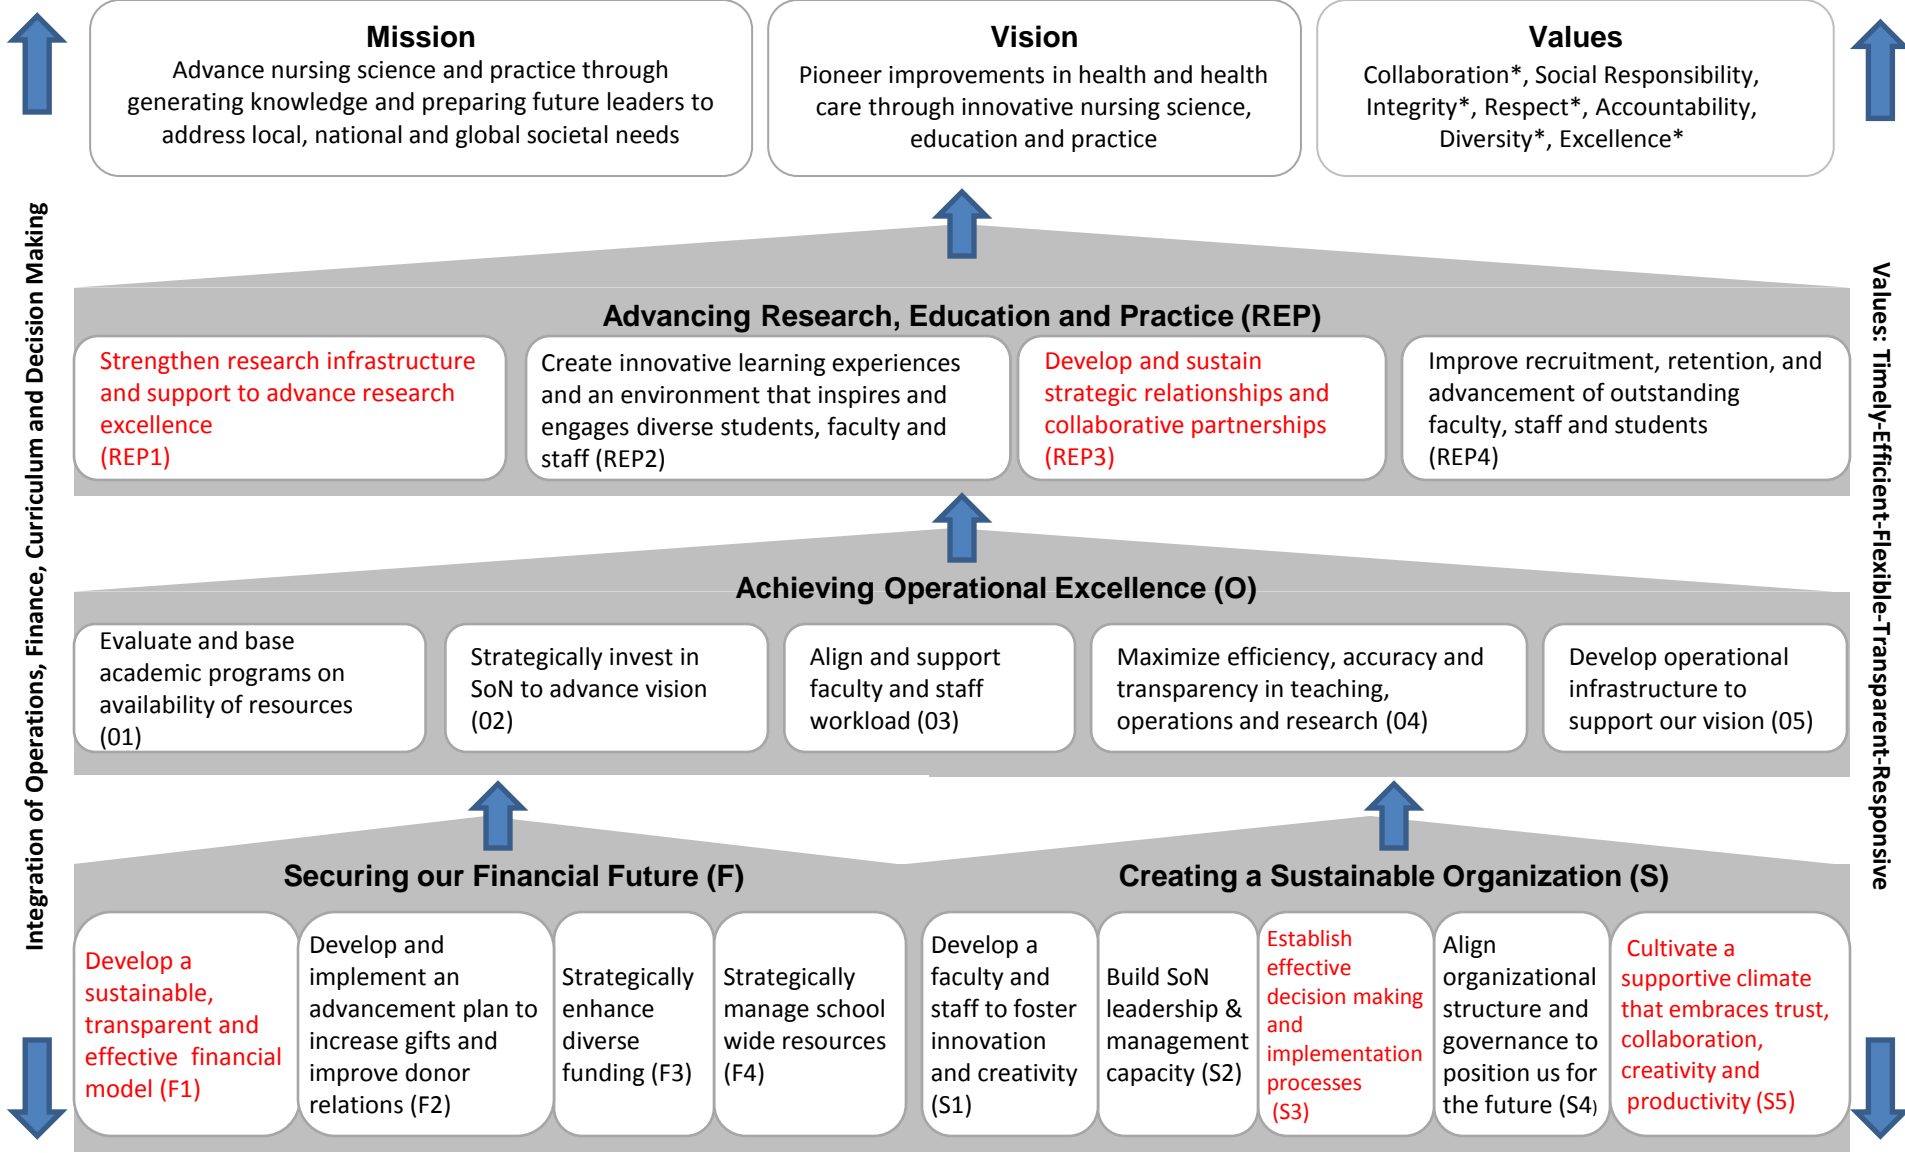 Mission
Advance nursing science and practice through
generating knowledge and preparing future leaders to
address local, national and global societal needs
Vision
Pioneer improvements in health and health
care through innovative nursing science,
education and practice
Values
Collaboration*, Social Responsibility,
Integrity*, Respect*, Accountability,
Diversity*, Excellence*
Integration of Operations, Finance, Curriculum and Decision Making
Values: Timely-Efficient-Flexible-Transparent-Responsive
Advancing Research, Education and Practice (REP)
Strengthen research infrastructure
and support to advance research
excellence
(REP1)
Create innovative learning experiences
and an environment that inspires and
engages diverse students, faculty and
staff (REP2)
Develop and sustain
strategic relationships and
collaborative partnerships
(REP3)
Improve recruitment, retention, and
advancement of outstanding
faculty, staff and students
(REP4)
Achieving Operational Excellence (O)
Evaluate and base
academic programs on
availability of resources
(01)
Strategically invest in
SoN to advance vision
(02)
Align and support
faculty and staff
workload (03)
Maximize efficiency, accuracy and
transparency in teaching,
operations and research (04)
Develop operational
infrastructure to
support our vision (05)
Securing our Financial Future (F)
Develop a
sustainable,
transparent and
effective financial
model (F1)
Develop and
implement an
advancement plan to
increase gifts and
improve donor
relations (F2)
Strategically
enhance
diverse
funding (F3)
Strategically
manage school
wide resources
(F4)
Creating a Sustainable Organization (S)
Develop a
faculty and
staff to foster
innovation
and creativity
(S1)
Build SoN
leadership &
management
capacity (S2)
Establish
effective
decision making
and
implementation
processes
(S3)
Align
organizational
structure and
governance to
position us for
the future (S4)
Cultivate a
supportive climate
that embraces trust,
collaboration,
creativity and
productivity (S5)